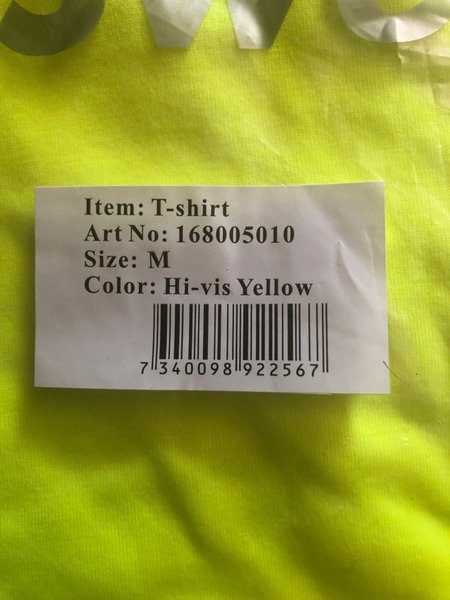 Item: T-shirt
Art No: 168005010
Size: M
Color: Hi-vis Yellow
7 340098 922567